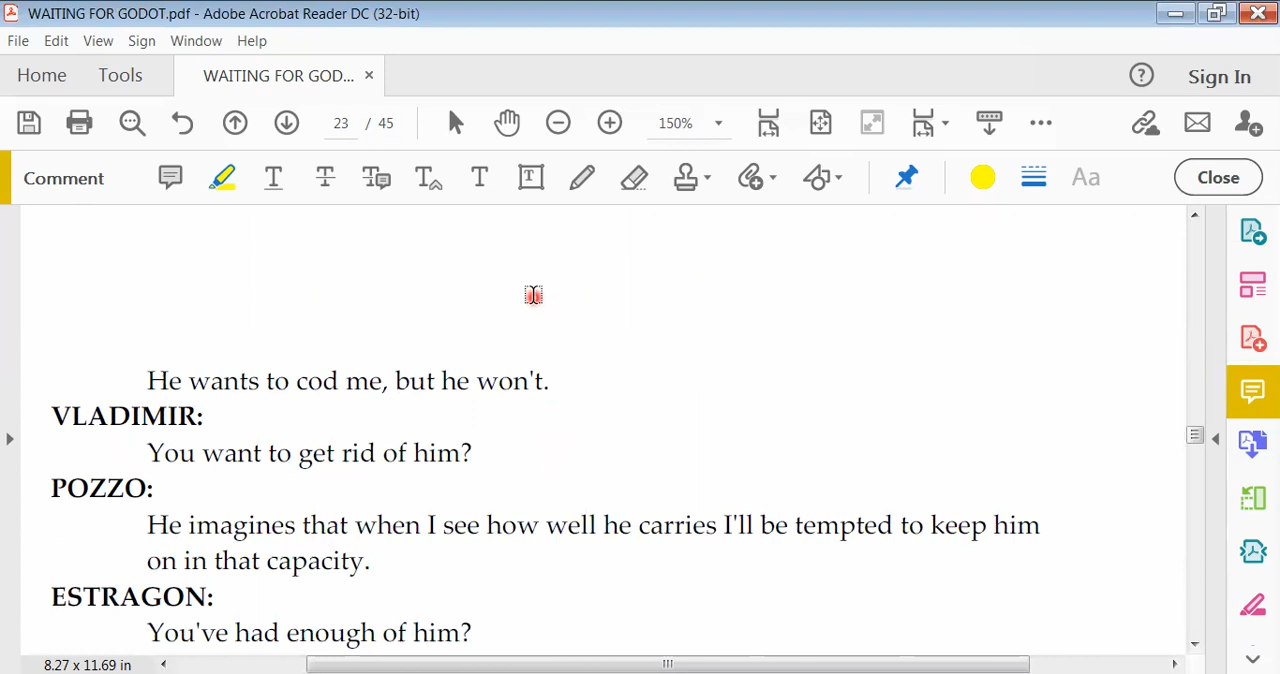 WAITING FOR GODOT.pdf - Adobe Acrobat Reader DC (32-bit)
File Edit View Sign Window Help
Home Tools WAITING FOR GOD... × ? Sign In
23 / 45 150%
Comment Aa Close
He wants to cod me, but he won't.
VLADIMIR:
You want to get rid of him?
POZZO:
He imagines that when I see how well he carries I'll be tempted to keep him
on in that capacity.
ESTRAGON:
You've had enough of him?
8.27 x 11.69 in